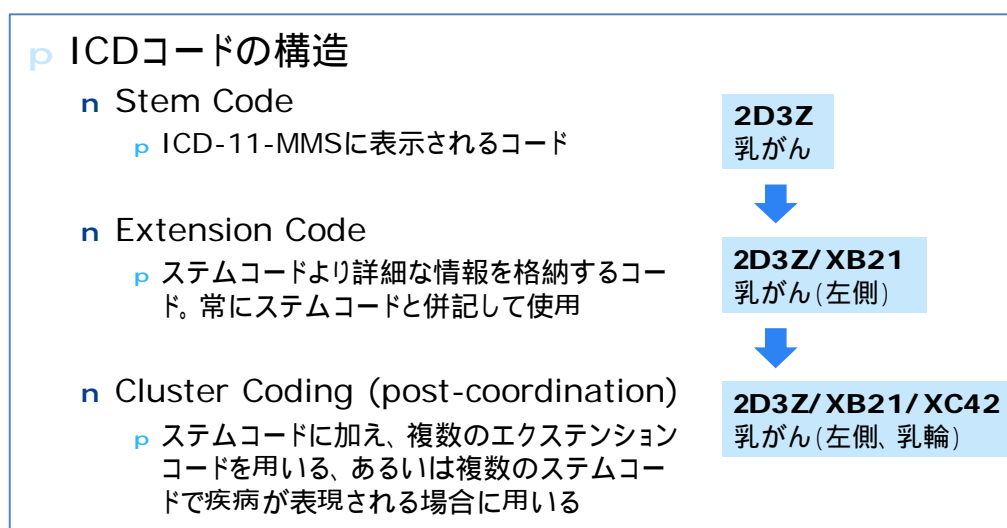 p ICDコードの構造
n Stem Code
p ICD-11-MMSに表示されるコード
n Extension Code
p ステムコードより詳細な情報を格納するコー
ド。常にステムコードと併記して使用
n Cluster Coding (post-coordination)
p ステムコードに加え、複数のエクステンション
コードを用いる、あるいは複数のステムコー
ドで疾病が表現される場合に用いる
2D3Z
乳がん
2D3Z/XB21
乳がん(左側)
2D3Z/XB21/XC42
乳がん(左側、乳輪)